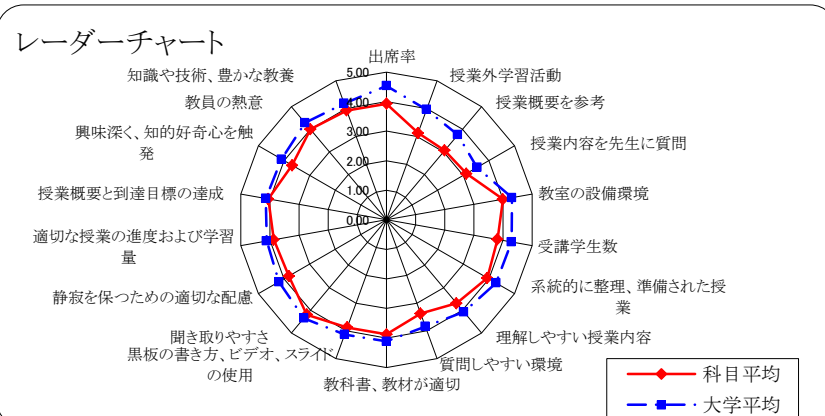 レーダーチャート
出席率
授業外学習活動
授業概要を参考
授業内容を先生に質問
教室の設備環境
受講学生数
系統的に整理、準備された授
業
理解しやすい授業内容
質問しやすい環境
教科書、教材が適切
黒板の書き方、ビデオ、スライド
の使用
聞き取りやすさ
静寂を保つための適切な配慮
適切な授業の進度および学習
量
授業概要と到達目標の達成
興味深く、知的好奇心を触
発
教員の熱意
知識や技術、豊かな教養
5.00
4.00
3.00
2.00
1.00
0.00
科目平均
大学平均